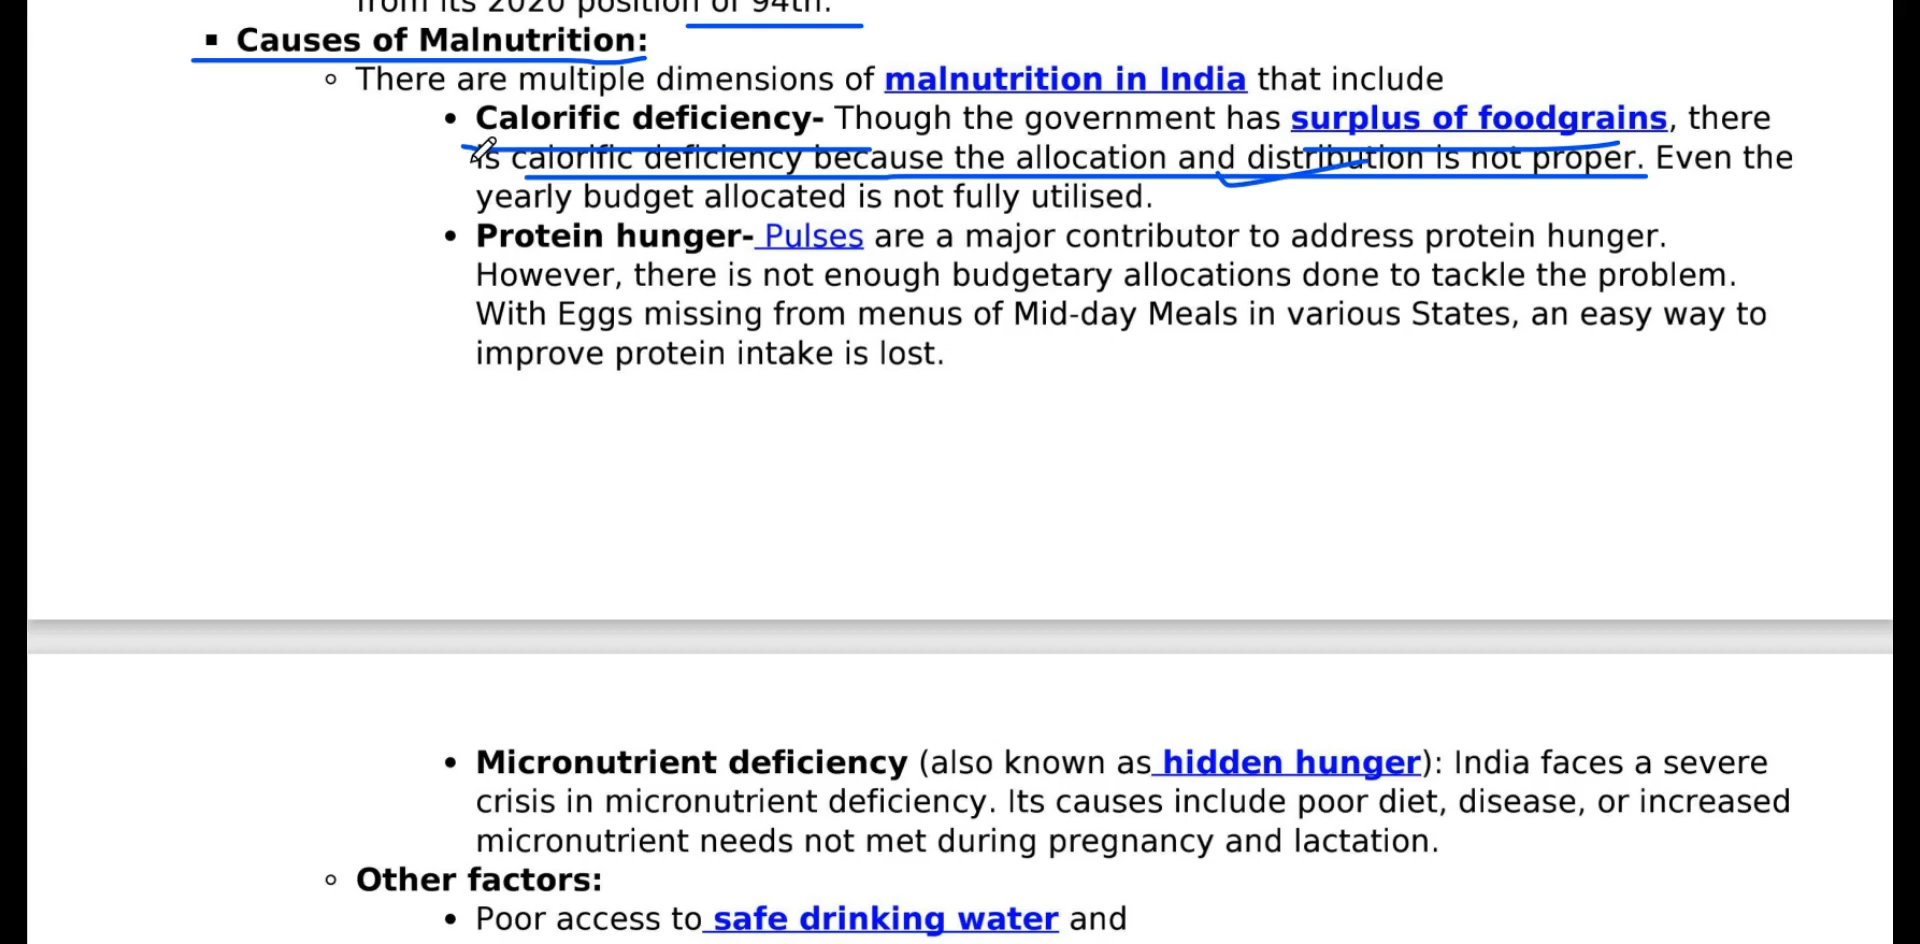 from its 2020 position of 94th.
▪ Causes of Malnutrition:
○ There are multiple dimensions of malnutrition in India that include
• Calorific deficiency- Though the government has surplus of foodgrains, there
is calorific deficiency because the allocation and distribution is not proper. Even the
yearly budget allocated is not fully utilised.
• Protein hunger- Pulses are a major contributor to address protein hunger.
However, there is not enough budgetary allocations done to tackle the problem.
With Eggs missing from menus of Mid-day Meals in various States, an easy way to
improve protein intake is lost.
• Micronutrient deficiency (also known as hidden hunger): India faces a severe
crisis in micronutrient deficiency. Its causes include poor diet, disease, or increased
micronutrient needs not met during pregnancy and lactation.
○ Other factors:
• Poor access to safe drinking water and